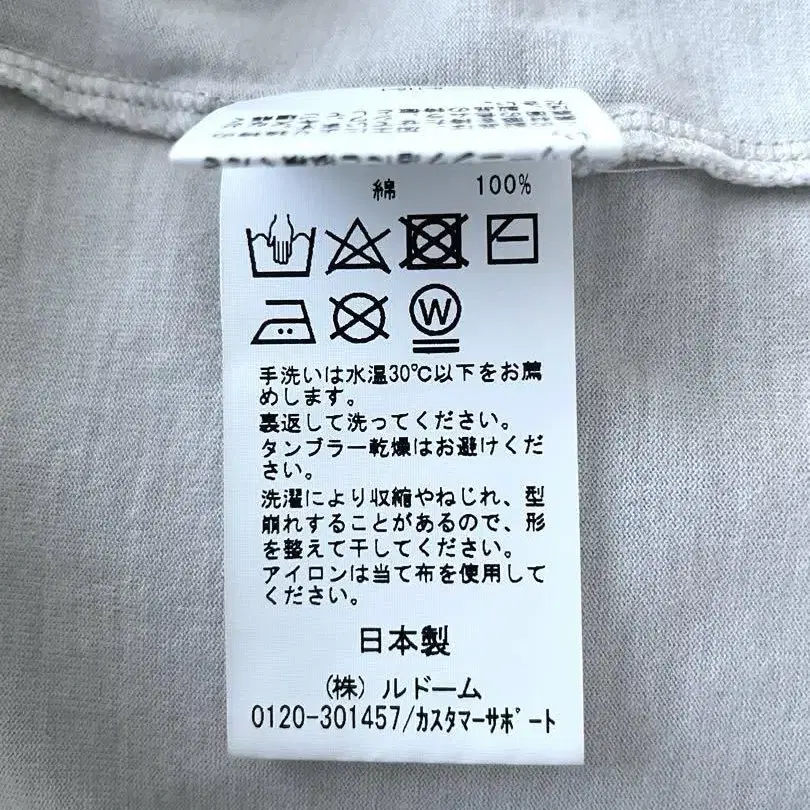 綿 100%
W
手洗いは水温30℃以下をお薦
めします。
裏返して洗ってください。
タンブラー乾燥はお避けくだ
さい。
洗濯により収縮やねじれ、型
崩れすることがあるので、形
を整えて干してください。
アイロンは当て布を使用して
ください。
日本製
(株) ルドーム
0120-301457/ｶｽﾀﾏｰｻﾎﾟｰﾄ